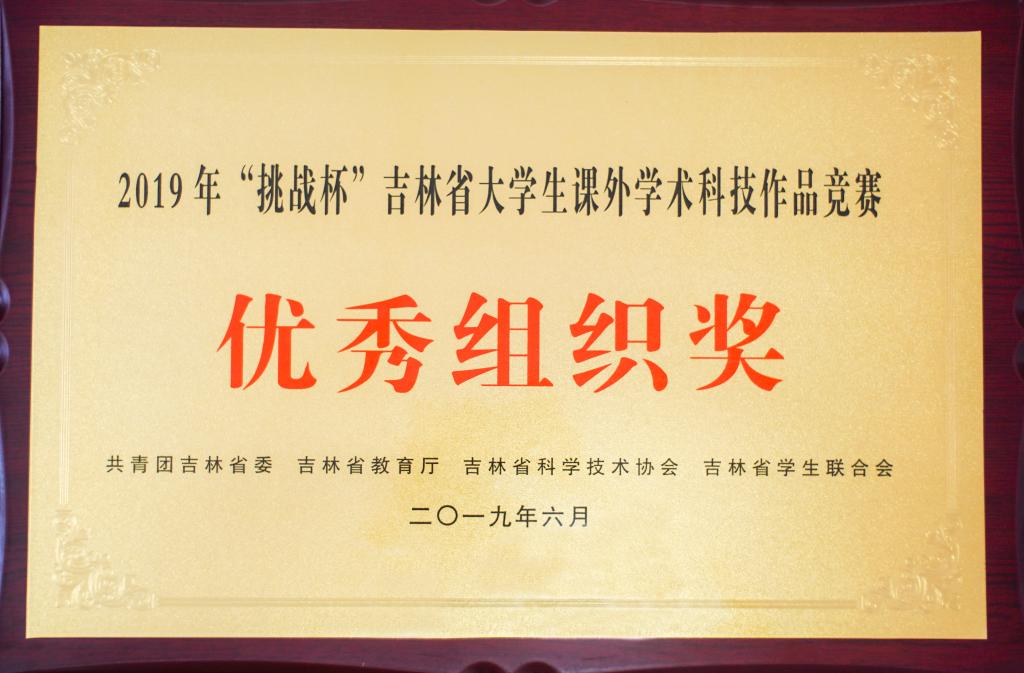 2019年“挑战杯”吉林省大学生课外学术科技作品竞赛
优秀组织奖
共青团吉林省委 吉林省教育厅 吉林省科学技术协会 吉林省学生联合会
二〇一九年六月